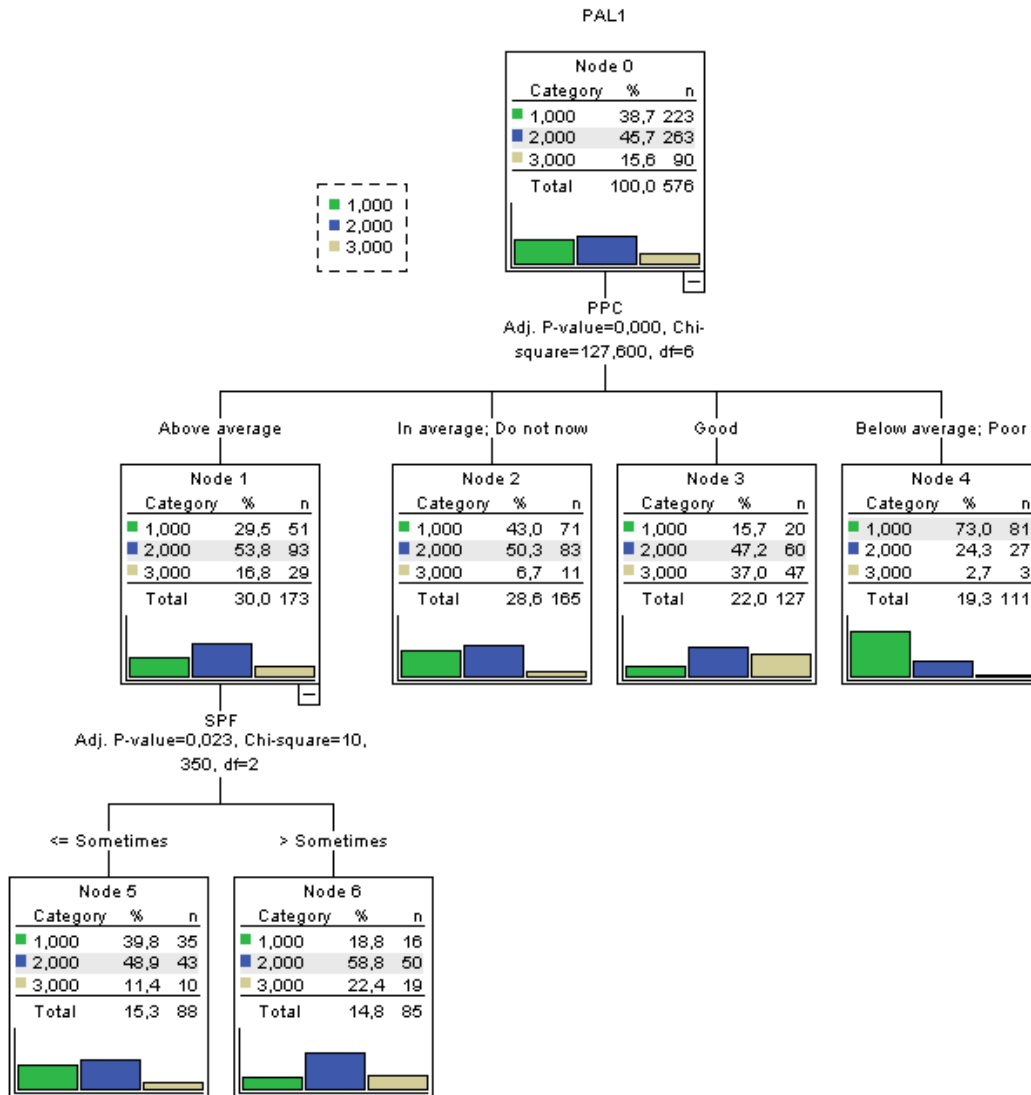 PAL1
Node 0
Category % n
1,000 38,7 223
2,000 45,7 263
3,000 15,6 90
Total 100,0 576
1,000
2,000
3,000
PPC
Adj. P-value=0,000, Chi-
square=127,600, df=6
Above average
In average; Do not now
Good
Below average; Poor
Node 1
Category % n
1,000 29,5 51
2,000 53,8 93
3,000 16,8 29
Total 30,0 173
Node 2
Category % n
1,000 43,0 71
2,000 50,3 83
3,000 6,7 11
Total 28,6 165
Node 3
Category % n
1,000 15,7 20
2,000 47,2 60
3,000 37,0 47
Total 22,0 127
Node 4
Category % n
1,000 73,0 81
2,000 24,3 27
3,000 2,7 3
Total 19,3 111
SPF
Adj. P-value=0,023, Chi-square=10,
350, df=2
<= Sometimes
> Sometimes
Node 5
Category % n
1,000 39,8 35
2,000 48,9 43
3,000 11,4 10
Total 15,3 88
Node 6
Category % n
1,000 18,8 16
2,000 58,8 50
3,000 22,4 19
Total 14,8 85